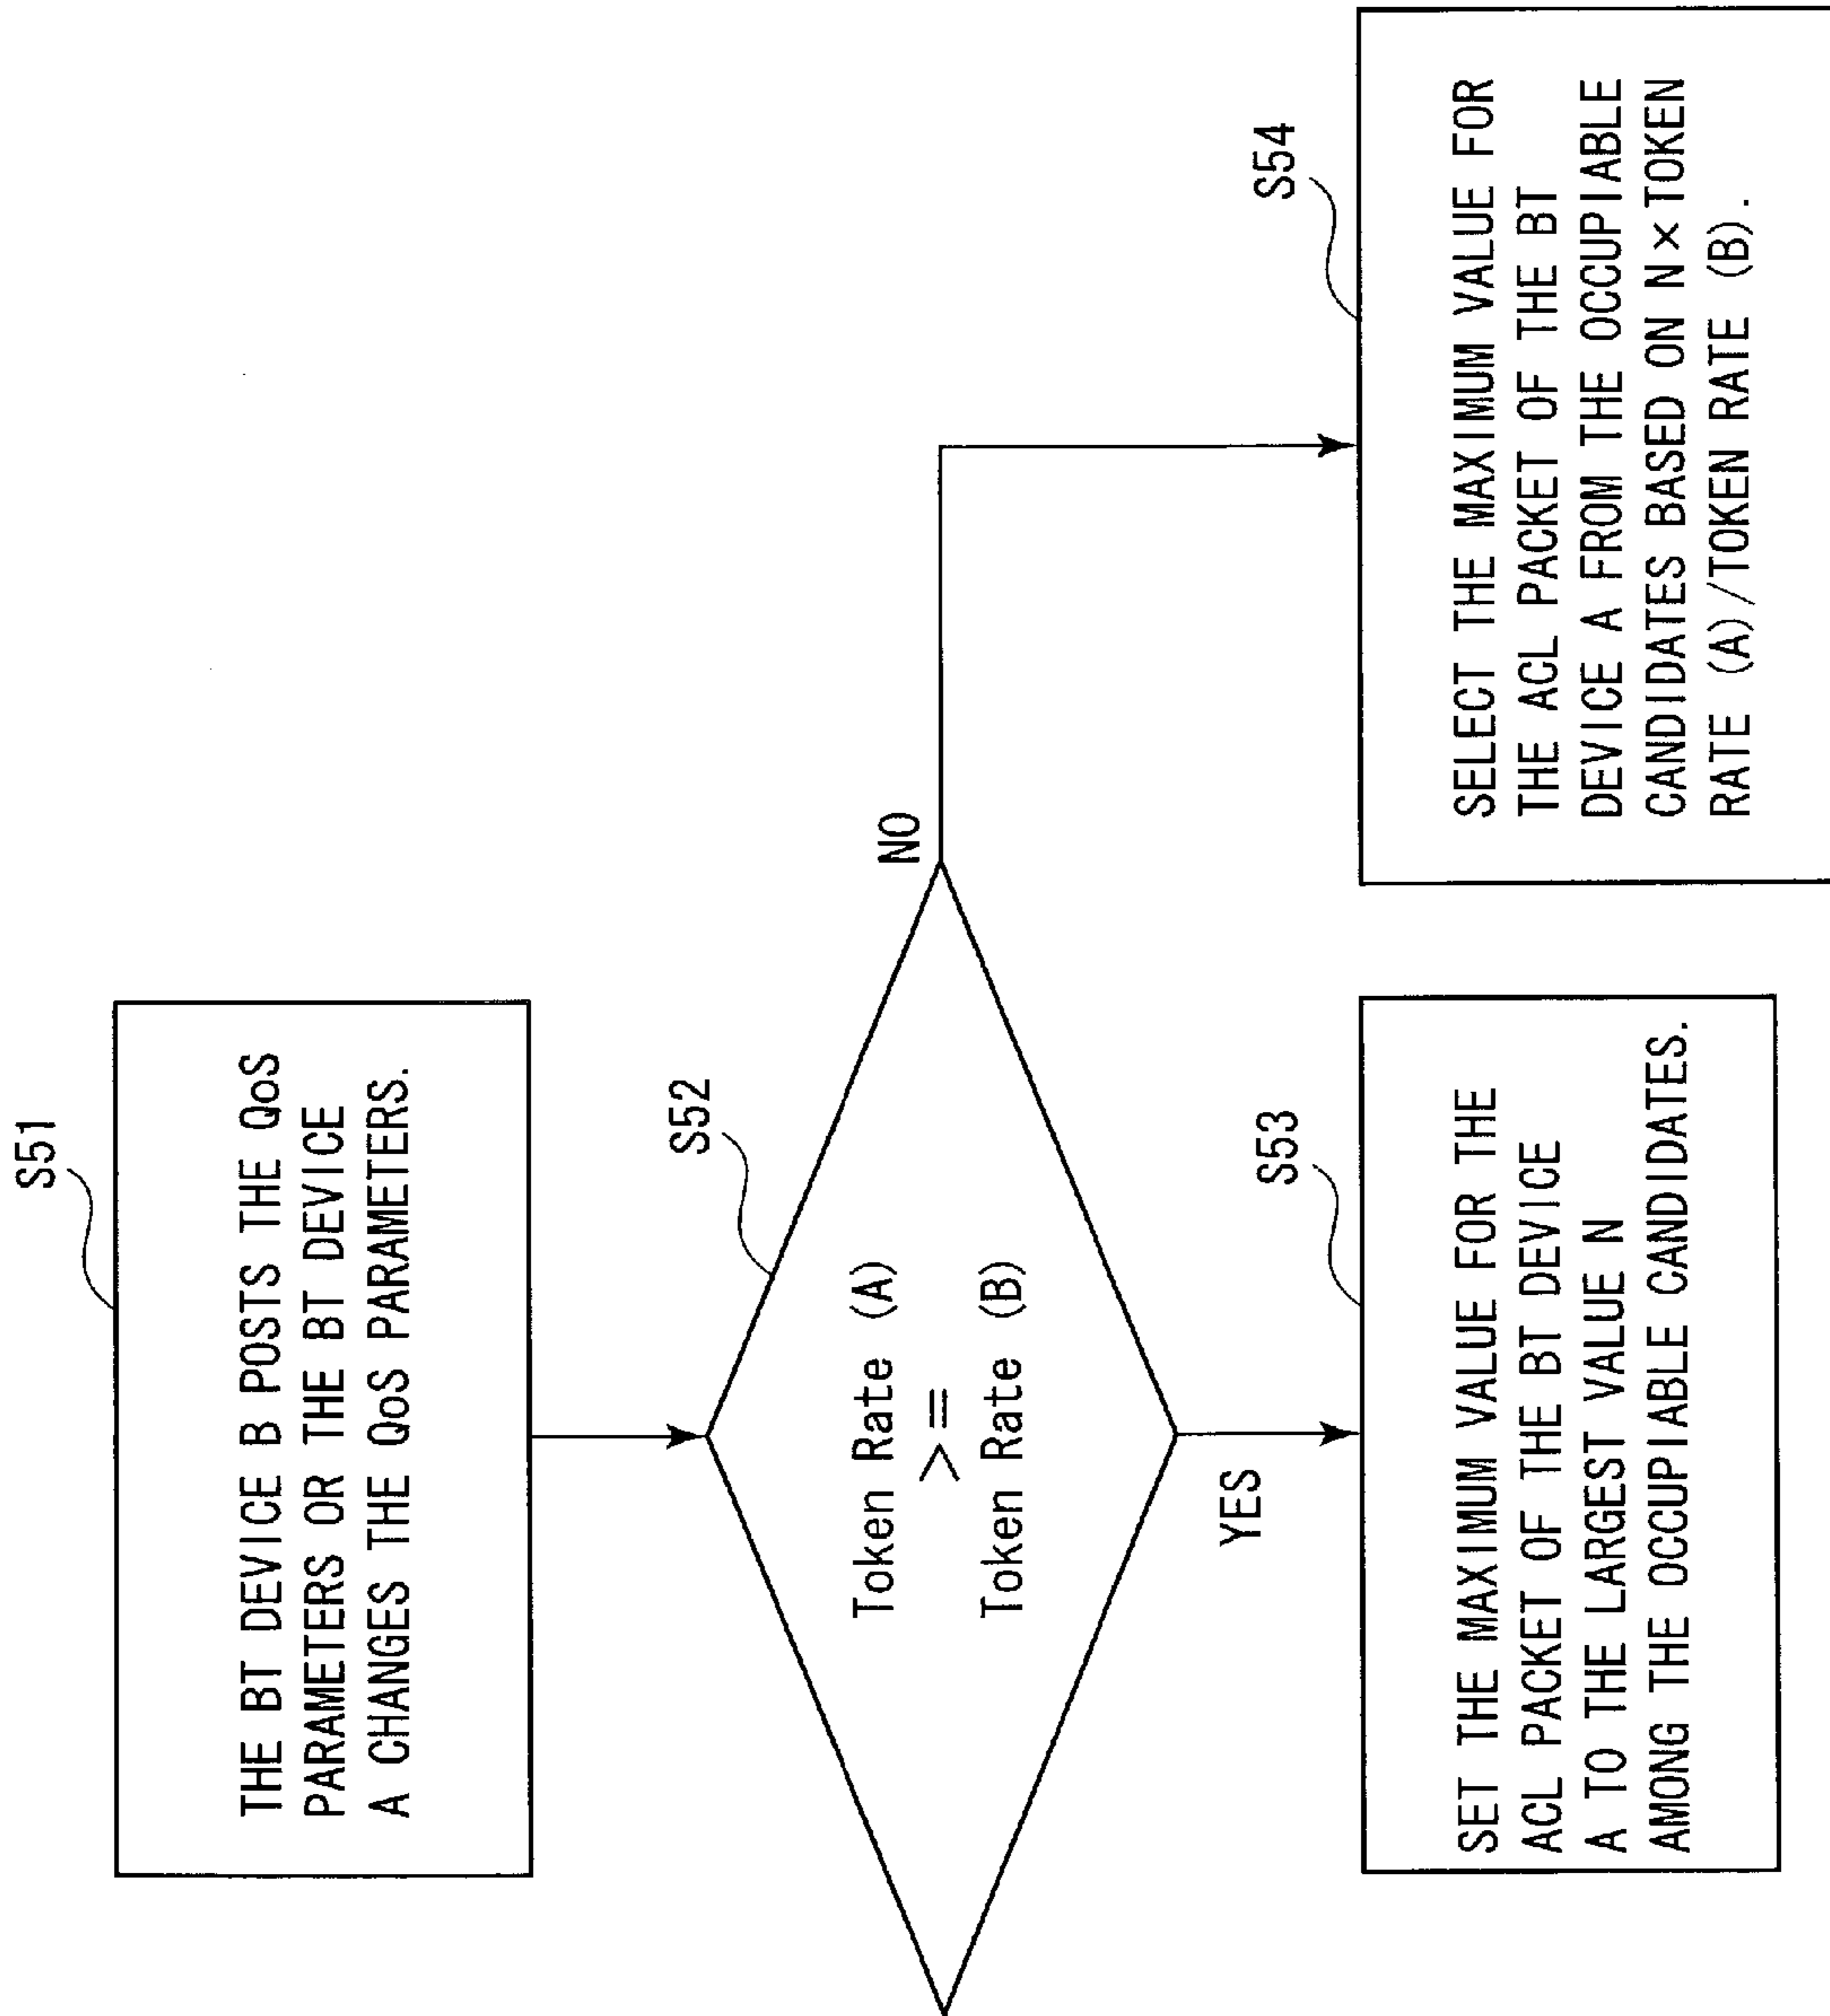 S51
THE BT DEVICE B POSTS THE QoS
PARAMETERS OR THE BT DEVICE
A CHANGES THE QoS PARAMETERS.
S52
Token Rate (A)
>=
Token Rate (B)
NO
YES
S53
SET THE MAXIMUM VALUE FOR THE
ACL PACKET OF THE BT DEVICE
A TO THE LARGEST VALUE N
AMONG THE OCCUPIABLE CANDIDATES.
S54
SELECT THE MAXIMUM VALUE FOR
THE ACL PACKET OF THE BT
DEVICE A FROM THE OCCUPIABLE
CANDIDATES BASED ON N×TOKEN
RATE (A)/TOKEN RATE (B).